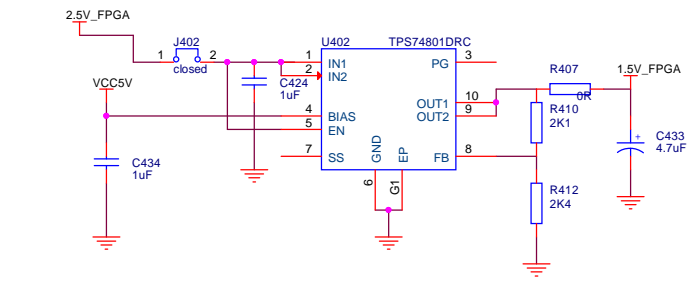 2.5V_FPGA
J402
1 2
closed
U402 TPS74801DRC
1 IN1 PG 3
2 IN2
R407
0R
1.5V_FPGA
VCC5V
C424
1uF
OUT1 10
OUT2 9
R410
2K1
4 BIAS
5 EN
C433
+
4.7uF
C434
1uF
7 SS
GND
EP
FB 8
6
G1
R412
2K4